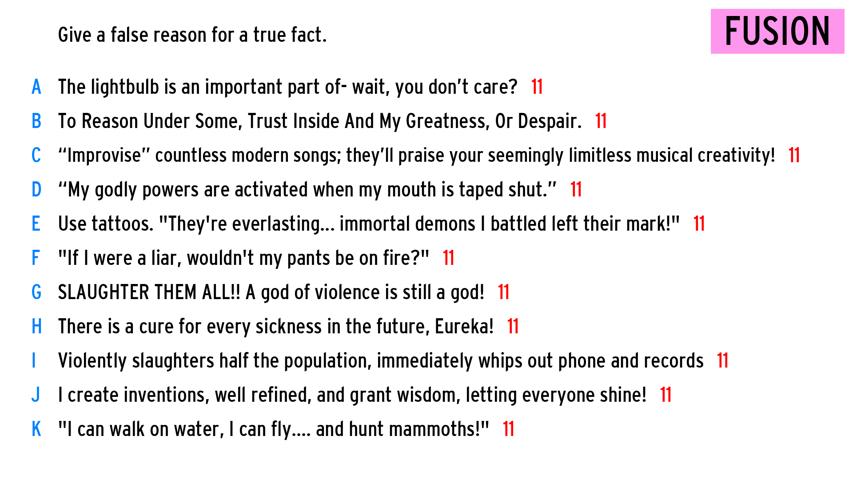 Give a false reason for a true fact.
FUSION
A The lightbulb is an important part of- wait, you don't care? 11
B To Reason Under Some, Trust Inside And My Greatness, Or Despair. 11
C “Improvise” countless modern songs; they'll praise your seemingly limitless musical creativity! 11
D “My godly powers are activated when my mouth is taped shut.” 11
E Use tattoos. "They're everlasting... immortal demons I battled left their mark!" 11
F "If I were a liar, wouldn't my pants be on fire?" 11
G SLAUGHTER THEM ALL!! A god of violence is still a god! 11
H There is a cure for every sickness in the future, Eureka! 11
I Violently slaughters half the population, immediately whips out phone and records 11
J I create inventions, well refined, and grant wisdom, letting everyone shine! 11
K "I can walk on water, I can fly.... and hunt mammoths!" 11